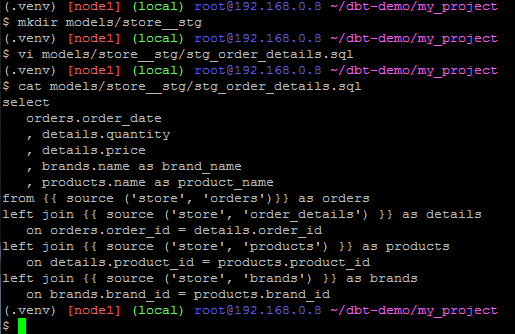 (.venv) [node1] (local) root@192.168.0.8 ~/dbt-demo/my_project
$ mkdir models/store__stg
(.venv) [node1] (local) root@192.168.0.8 ~/dbt-demo/my_project
$ vi models/store__stg/stg_order_details.sql
(.venv) [node1] (local) root@192.168.0.8 ~/dbt-demo/my_project
$ cat models/store__stg/stg_order_details.sql
select
   orders.order_date
   , details.quantity
   , details.price
   , brands.name as brand_name
   , products.name as product_name
from {{ source ('store', 'orders')}} as orders
left join {{ source ('store', 'order_details') }} as details
   on orders.order_id = details.order_id
left join {{ source ('store', 'products') }} as products
   on details.product_id = products.product_id
left join {{ source ('store', 'brands') }} as brands
   on brands.brand_id = products.brand_id
(.venv) [node1] (local) root@192.168.0.8 ~/dbt-demo/my_project
$